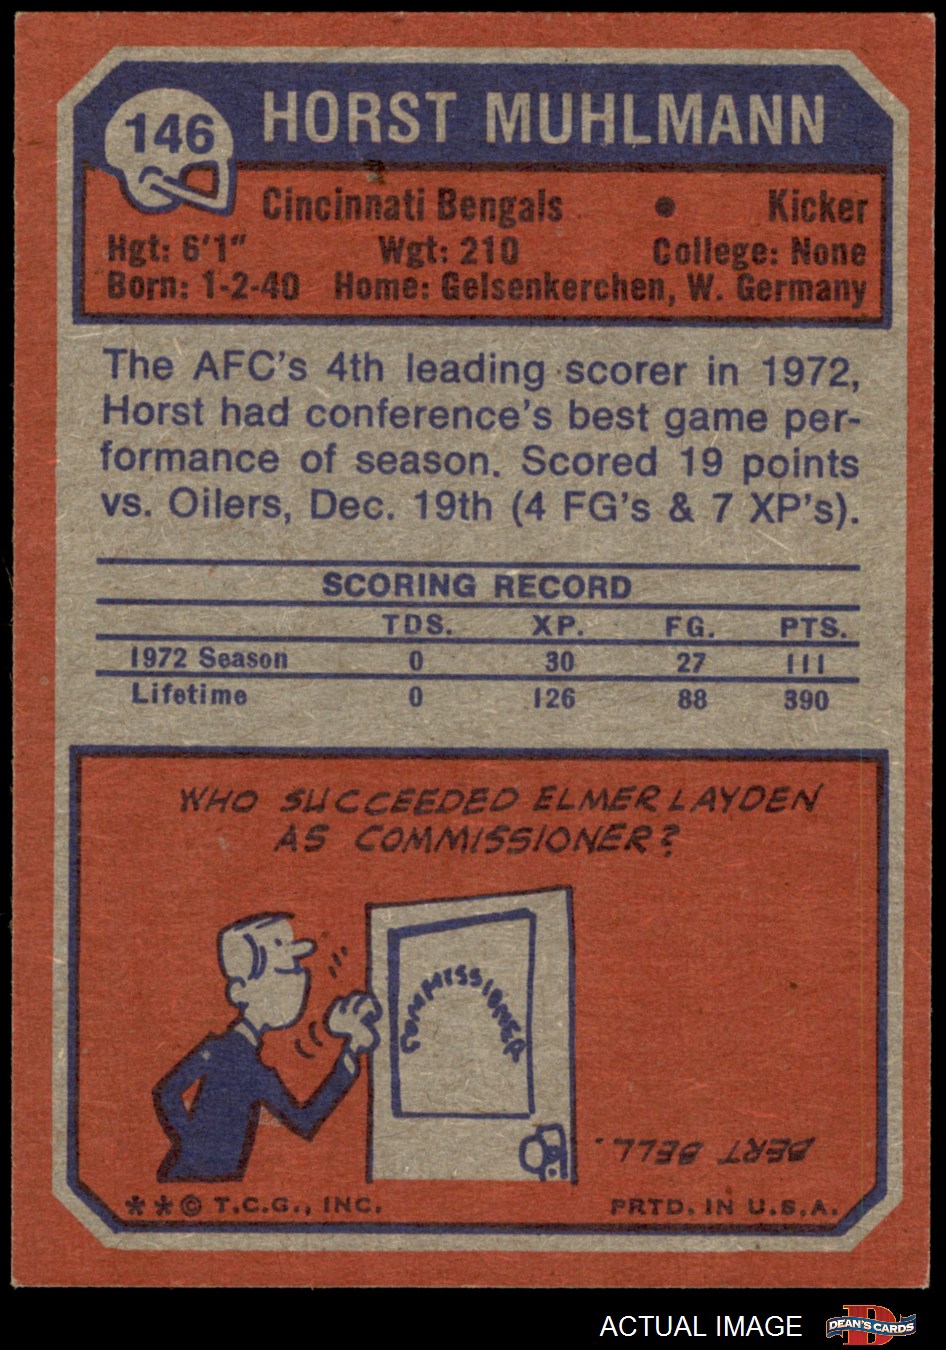 146
HORST MUHLMANN
Cincinnati Bengals • Kicker
Hgt: 6'1" Wgt: 210 College: None
Born: 1-2-40 Home: Gelsenkerchen, W. Germany
The AFC's 4th leading scorer in 1972,
Horst had conference's best game per-
formance of season. Scored 19 points
vs. Oilers, Dec. 19th (4 FG's & 7 XP's).
SCORING RECORD
TDS. XP. FG. PTS.
1972 Season 0 30 27 111
Lifetime 0 126 88 390
WHO SUCCEEDED ELMER LAYDEN
AS COMMISSIONER?
COMMISSIONER
BERT BELL.
**© T.C.G., INC. PRTD. IN U.S.A.
ACTUAL IMAGE
D
DEAN'S CARDS